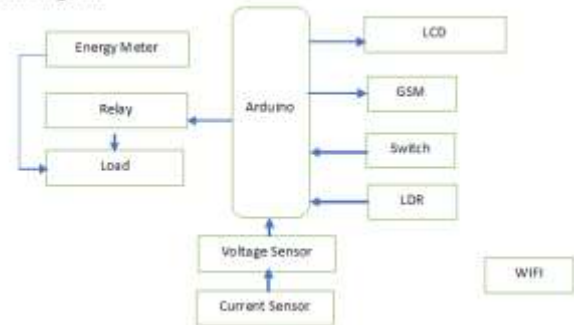 Energy Meter
Relay
Load
Arduino
LCD
GSM
Switch
LDR
Voltage Sensor
Current Sensor
WIFI